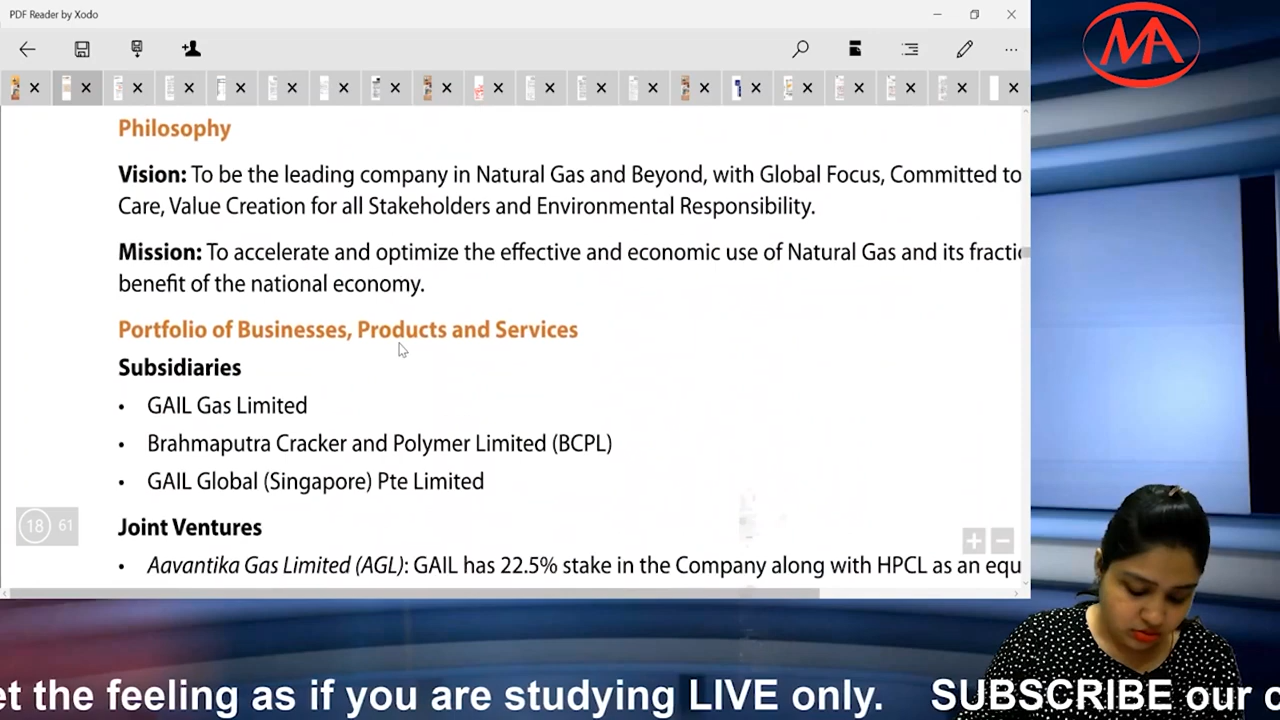 PDF Reader by Xodo
MA
Philosophy
Vision: To be the leading company in Natural Gas and Beyond, with Global Focus, Committed to
Care, Value Creation for all Stakeholders and Environmental Responsibility.
Mission: To accelerate and optimize the effective and economic use of Natural Gas and its fractio
benefit of the national economy.
Portfolio of Businesses, Products and Services
Subsidiaries
• GAIL Gas Limited
• Brahmaputra Cracker and Polymer Limited (BCPL)
• GAIL Global (Singapore) Pte Limited
18 61
Joint Ventures
• Aavantika Gas Limited (AGL): GAIL has 22.5% stake in the Company along with HPCL as an equ
et the feeling as if you are studying LIVE only. SUBSCRIBE our c